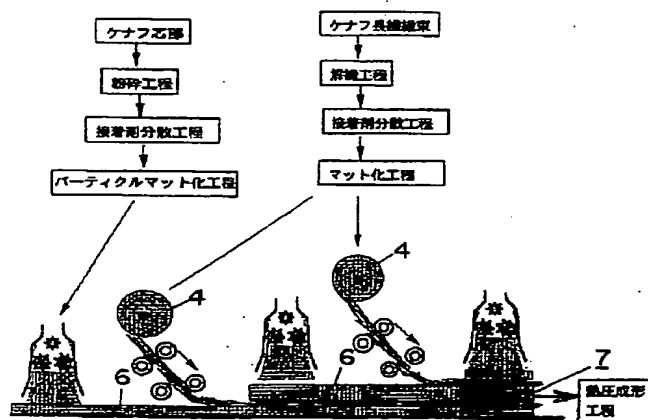 ケナフ芯部
粉砕工程
接着剤分散工程
パーティクルマット化工程
ケナフ長繊維束
解繊工程
接着剤分散工程
マット化工程
4
4
6
6
7
熱圧成形
工程